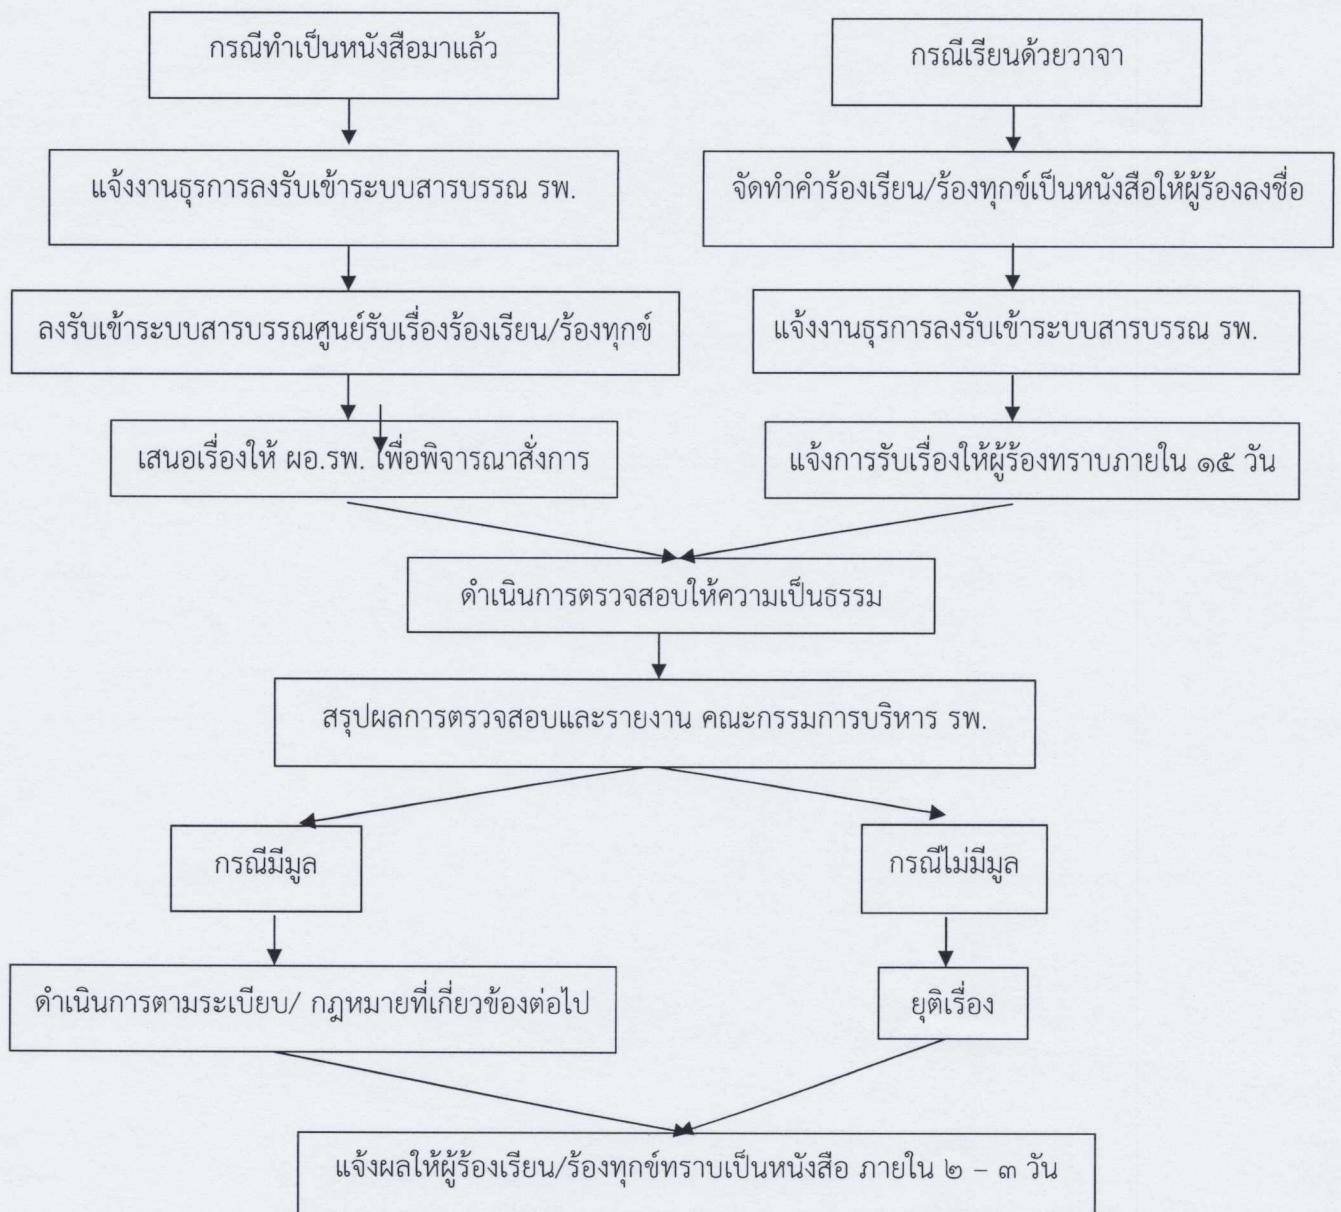 กรณีทำเป็นหนังสือมาแล้ว
กรณีเรียนด้วยวาจา
แจ้งงานธุรการลงรับเข้าระบบสารบรรณ รพ.
จัดทำคำร้องเรียน/ร้องทุกข์เป็นหนังสือให้ผู้ร้องลงชื่อ
ลงรับเข้าระบบสารบรรณศูนย์รับเรื่องร้องเรียน/ร้องทุกข์
แจ้งงานธุรการลงรับเข้าระบบสารบรรณ รพ.
เสนอเรื่องให้ ผอ.รพ. เพื่อพิจารณาสั่งการ
แจ้งการรับเรื่องให้ผู้ร้องทราบภายใน ๑๕ วัน
ดำเนินการตรวจสอบให้ความเป็นธรรม
สรุปผลการตรวจสอบและรายงาน คณะกรรมการบริหาร รพ.
กรณีมีมูล
กรณีไม่มีมูล
ดำเนินการตามระเบียบ/ กฎหมายที่เกี่ยวข้องต่อไป
ยุติเรื่อง
แจ้งผลให้ผู้ร้องเรียน/ร้องทุกข์ทราบเป็นหนังสือ ภายใน ๒ – ๓ วัน